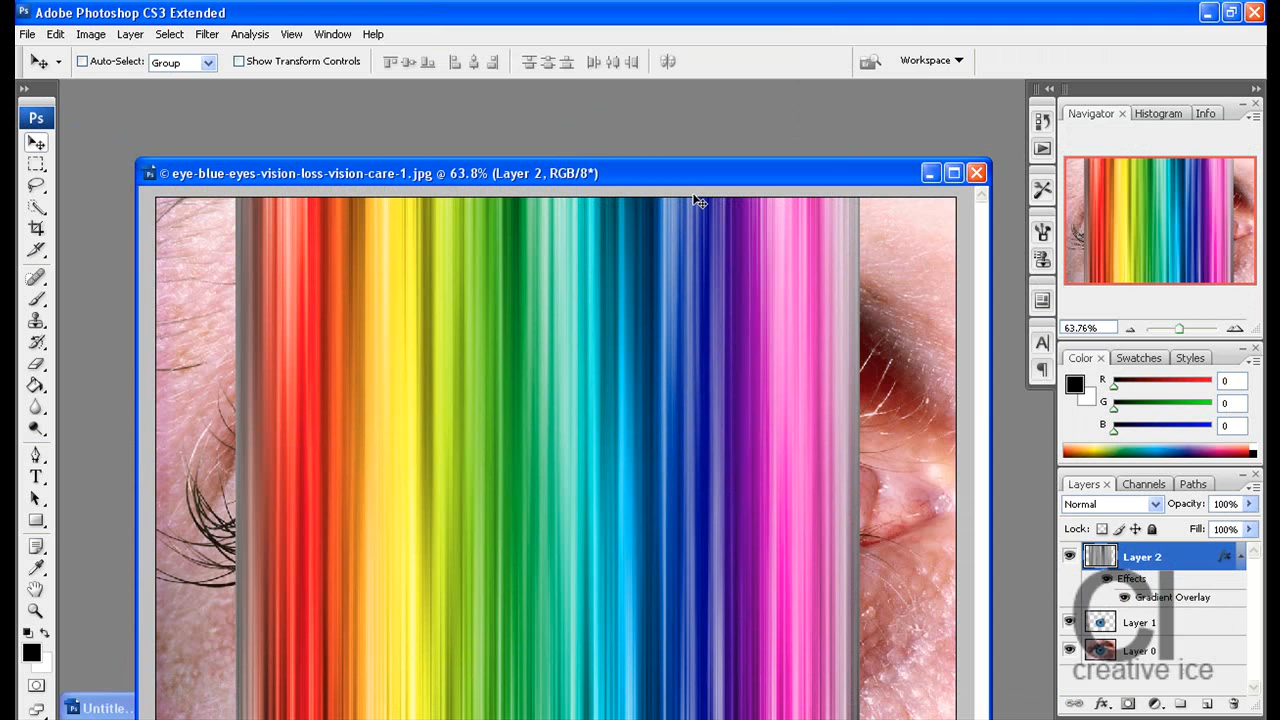 Adobe Photoshop CS3 Extended
File Edit Image Layer Select Filter Analysis View Window Help
Auto-Select: Group Show Transform Controls Workspace
Ps
Navigator Histogram Info
© eye-blue-eyes-vision-loss-vision-care-1.jpg @ 63.8% (Layer 2, RGB/8*)
63.76%
Color Swatches Styles
R 0
G 0
B 0
Layers Channels Paths
Normal Opacity: 100%
Lock: Fill: 100%
Layer 2 fx
Effects
Gradient Overlay
Layer 1
Layer 0
ci
creative ice
Untitle...